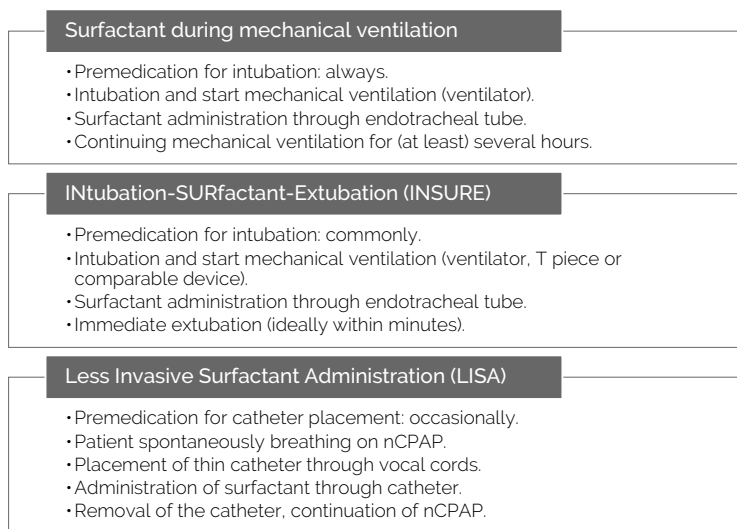 Surfactant during mechanical ventilation
• Premedication for intubation: always.
• Intubation and start mechanical ventilation (ventilator).
• Surfactant administration through endotracheal tube.
• Continuing mechanical ventilation for (at least) several hours.
INtubation-SURfactant-Extubation (INSURE)
• Premedication for intubation: commonly.
• Intubation and start mechanical ventilation (ventilator, T piece or
comparable device).
• Surfactant administration through endotracheal tube.
• Immediate extubation (ideally within minutes).
Less Invasive Surfactant Administration (LISA)
• Premedication for catheter placement: occasionally.
• Patient spontaneously breathing on nCPAP.
• Placement of thin catheter through vocal cords.
• Administration of surfactant through catheter.
• Removal of the catheter, continuation of nCPAP.